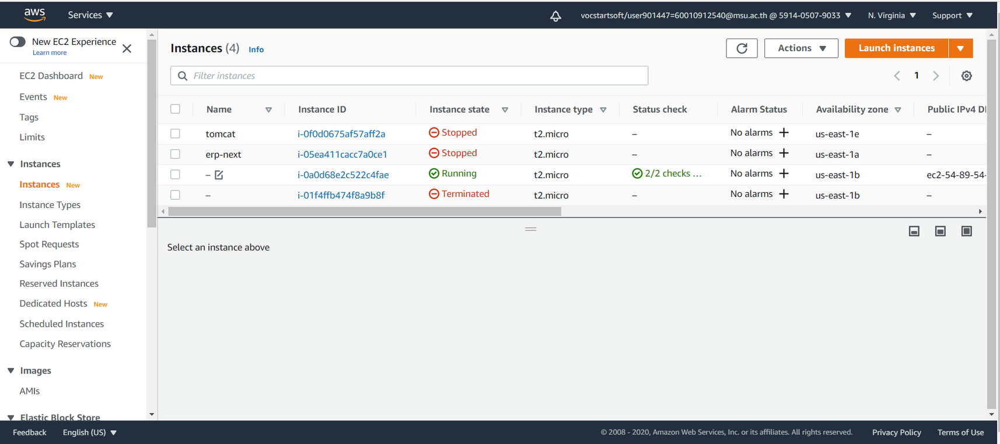 aws
Services
vocstartsoft/user901447=60010912540@msu.ac.th @ 5914-0507-9033
N. Virginia
Support
New EC2 Experience
Learn more
EC2 Dashboard New
Events New
Tags
Limits
Instances
Instances New
Instance Types
Launch Templates
Spot Requests
Savings Plans
Reserved Instances
Dedicated Hosts New
Scheduled Instances
Capacity Reservations
Images
AMIs
Elastic Block Store
Instances (4) Info
Actions
Launch instances
Filter instances
1
Name Instance ID Instance state Instance type Status check Alarm Status Availability zone Public IPv4 D
tomcat i-0f0d0675af57aff2a Stopped t2.micro – No alarms + us-east-1e –
erp-next i-05ea411cacc7a0ce1 Stopped t2.micro – No alarms + us-east-1a –
– i-0a0d68e2c522c4fae Running t2.micro 2/2 checks ... No alarms + us-east-1b ec2-54-89-54-
– i-01f4ffb474f8a9b8f Terminated t2.micro – No alarms + us-east-1b –
Select an instance above
Feedback English (US) © 2008 - 2020, Amazon Web Services, Inc. or its affiliates. All rights reserved. Privacy Policy Terms of Use